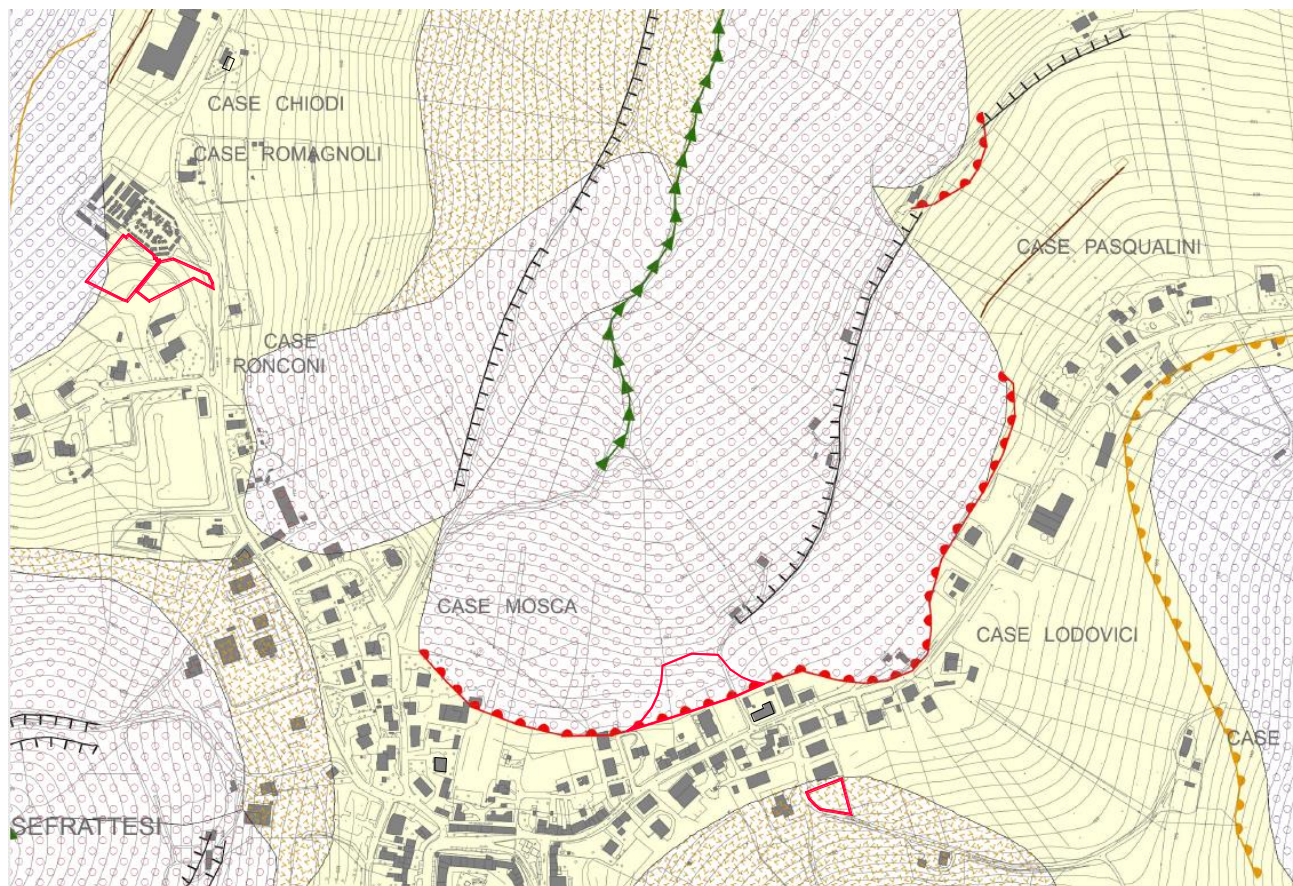 CASE CHIODI
CASE ROMAGNOLI
CASE PASQUALINI
CASE
RONCONI
CASE MOSCA
CASE LODOVICI
CASE
SEFRATTESI